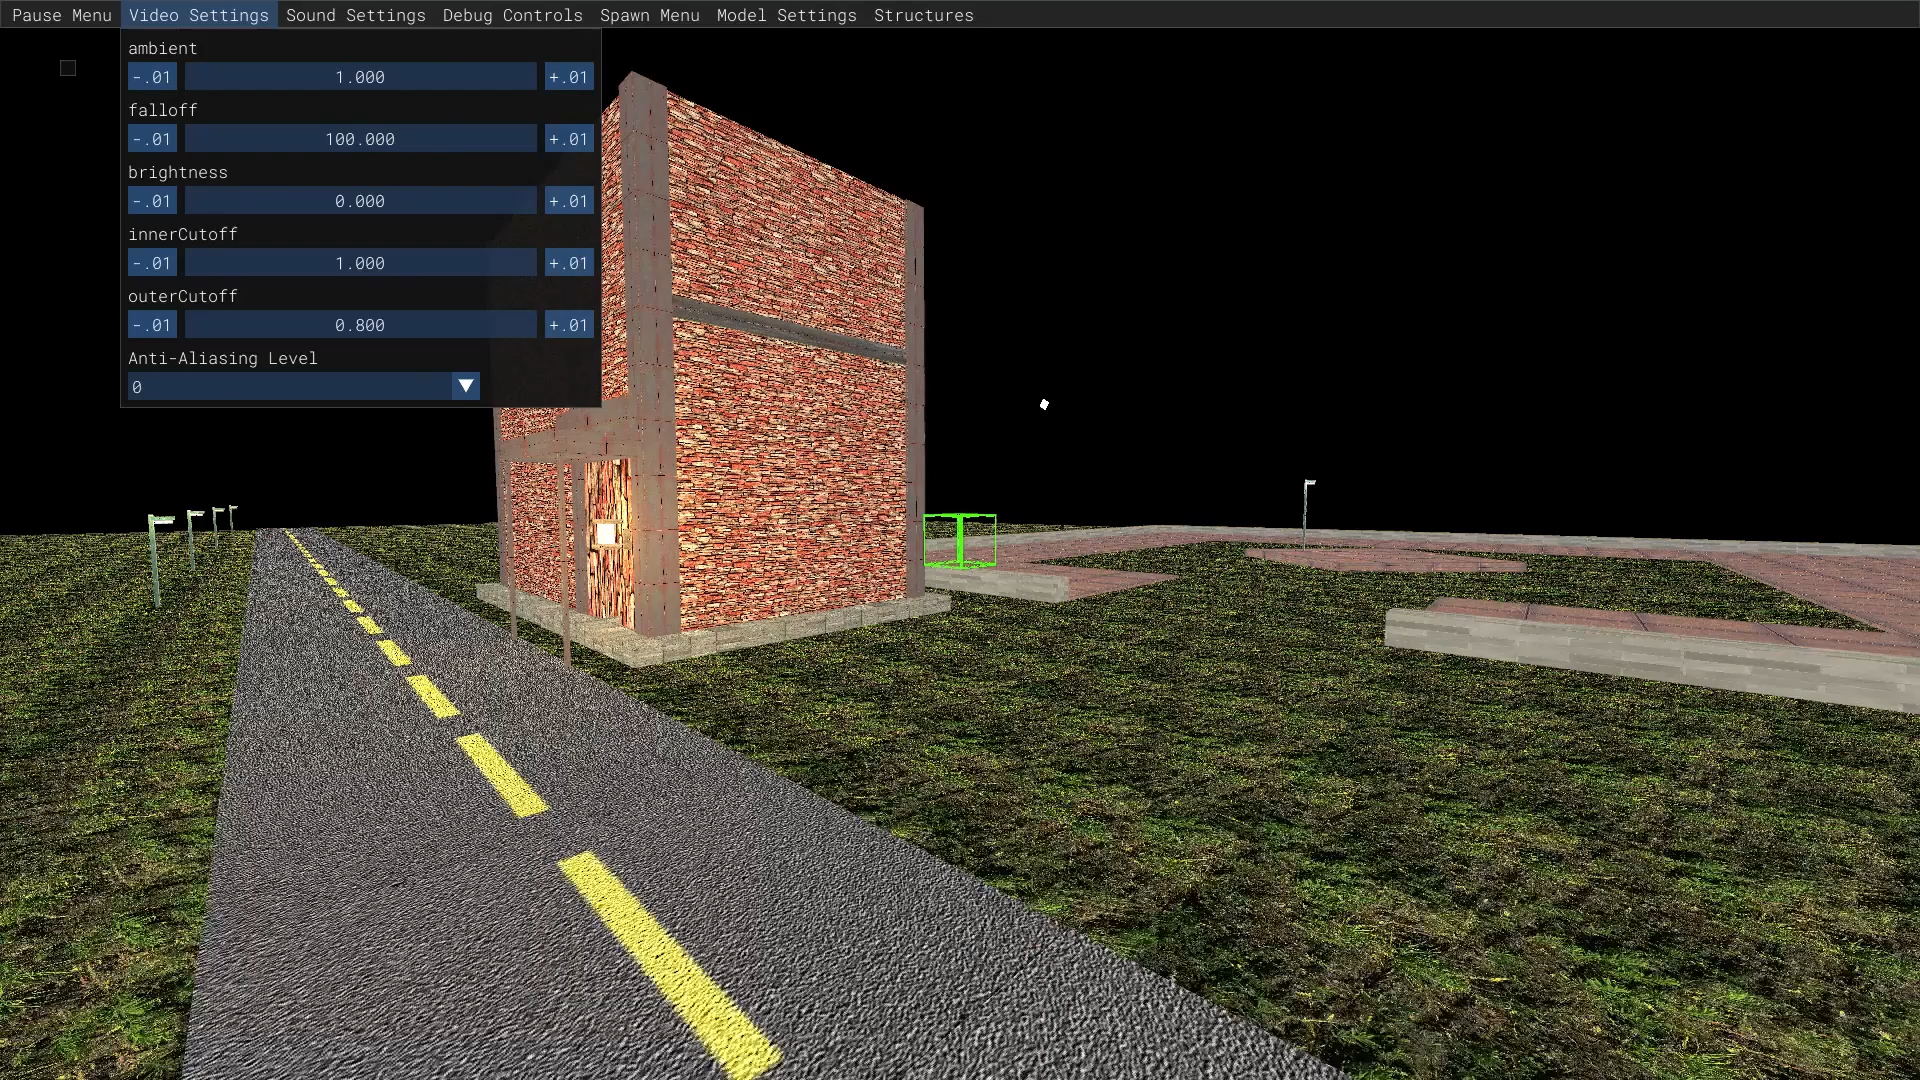 Pause Menu Video Settings Sound Settings Debug Controls Spawn Menu Model Settings Structures
ambient
-.01 1.000 +.01
falloff
-.01 100.000 +.01
brightness
-.01 0.000 +.01
innerCutoff
-.01 1.000 +.01
outerCutoff
-.01 0.800 +.01
Anti-Aliasing Level
0